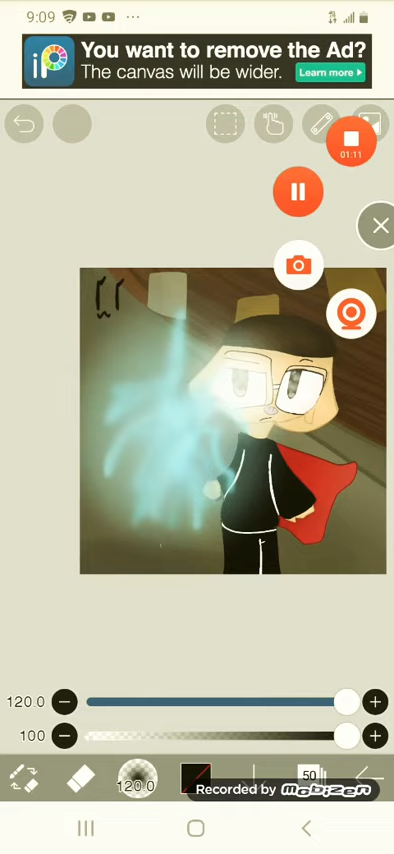 9:09
iP
You want to remove the Ad?
The canvas will be wider.
Learn more
01:11
120.0
100
120.0
50
Recorded by mobizen